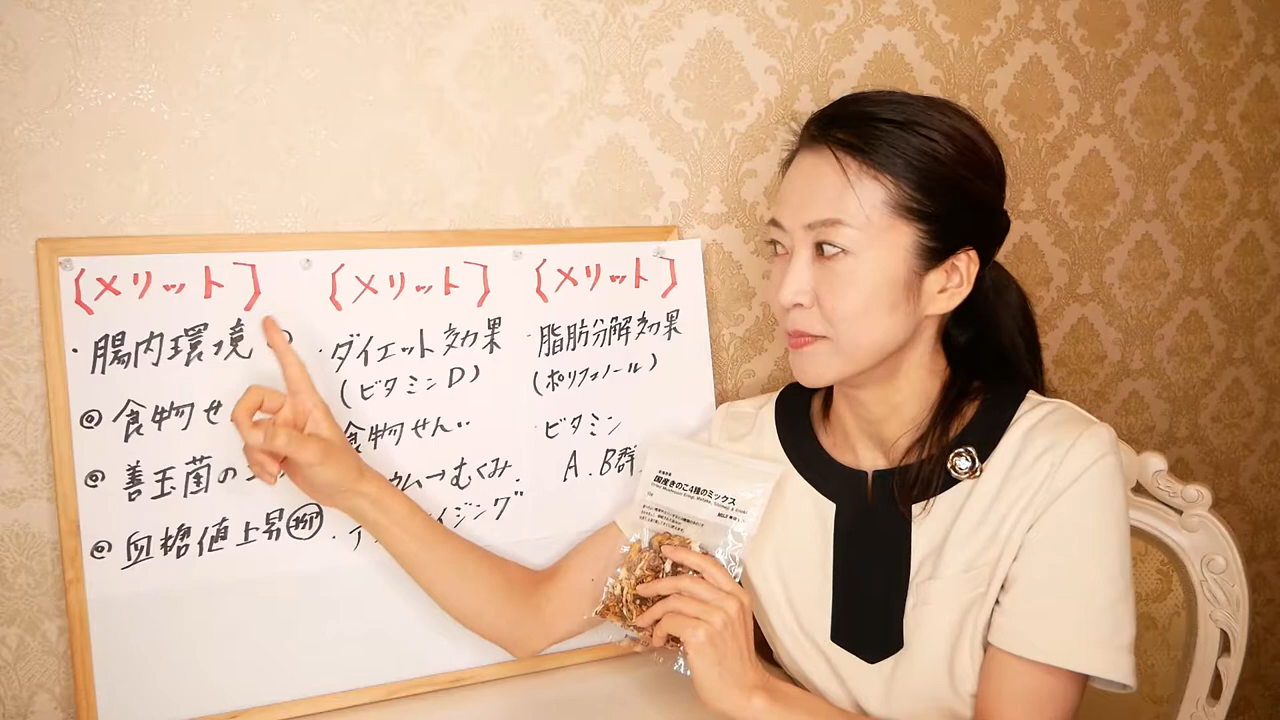 〔メリット〕
・腸内環境
◎食物せ
◎善玉菌の
◎血糖値上昇抑
〔メリット〕
・ダイエット効果
(ビタミンD)
食物せんい
ウム→むくみ
イジング
〔メリット〕
・脂肪分解効果
(ポリフェノール)
・ビタミン
A.B群
国産きのこ4種のミックス